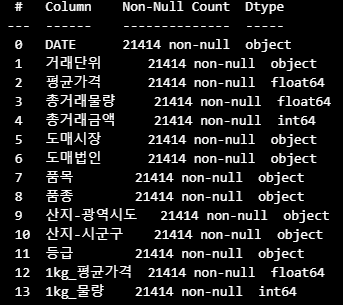 #   Column    Non-Null Count  Dtype
---  ------    --------------  -----
0   DATE      21414 non-null  object
1   거래단위      21414 non-null  object
2   평균가격      21414 non-null  float64
3   총거래물량     21414 non-null  float64
4   총거래금액     21414 non-null  int64
5   도매시장      21414 non-null  object
6   도매법인      21414 non-null  object
7   품목        21414 non-null  object
8   품종        21414 non-null  object
9   산지-광역시도   21414 non-null  object
10  산지-시군구    21414 non-null  object
11  등급        21414 non-null  object
12  1kg_평균가격  21414 non-null  float64
13  1kg_물량    21414 non-null  int64